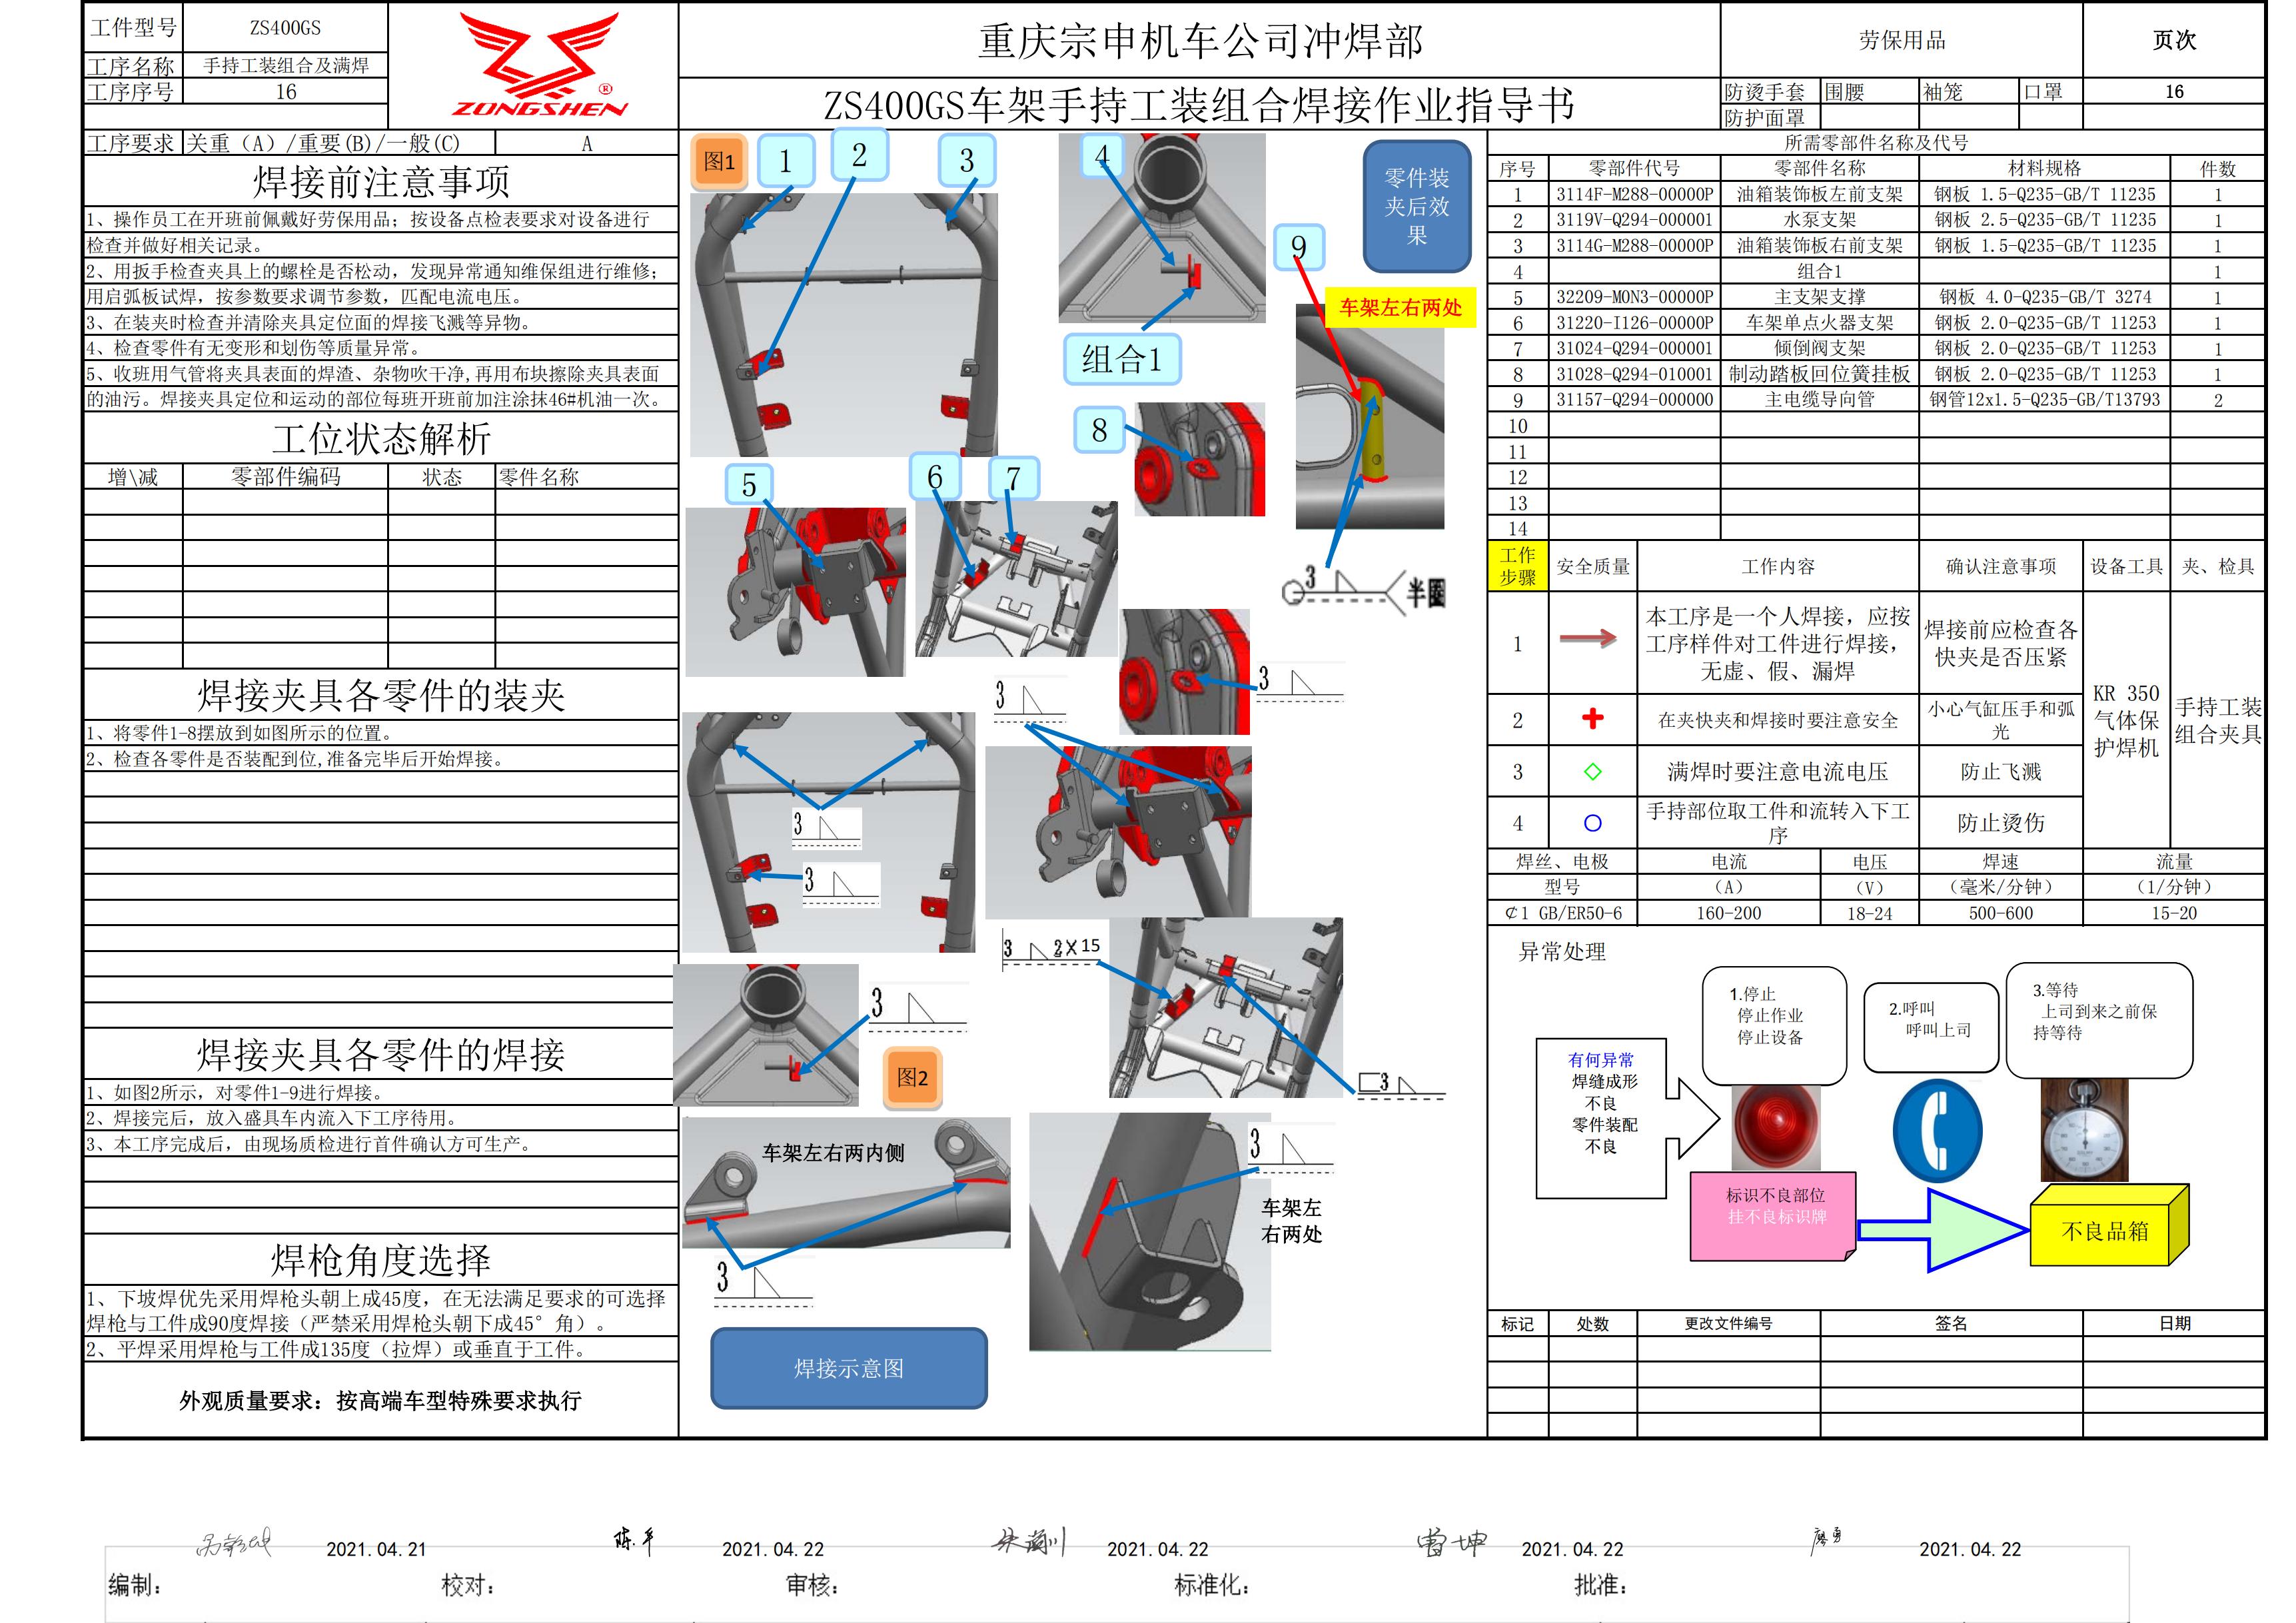 工件型号 ZS400GS
工序名称 手持工装组合及满焊
工序序号 16
ZONGSHEN®
重庆宗申机车公司冲焊部
ZS400GS车架手持工装组合焊接作业指导书
劳保用品 页次
防烫手套 围腰 袖笼 口罩 16
防护面罩
工序要求 关重（A）/重要(B)/一般(C) A
焊接前注意事项
1、操作员工在开班前佩戴好劳保用品；按设备点检表要求对设备进行
检查并做好相关记录。
2、用扳手检查夹具上的螺栓是否松动，发现异常通知维保组进行维修；
用启弧板试焊，按参数要求调节参数，匹配电流电压。
3、在装夹时检查并清除夹具定位面的焊接飞溅等异物。
4、检查零件有无变形和划伤等质量异常。
5、收班用气管将夹具表面的焊渣、杂物吹干净,再用布块擦除夹具表面
的油污。焊接夹具定位和运动的部位每班开班前加注涂抹46#机油一次。
工位状态解析
增\减 零部件编码 状态 零件名称
焊接夹具各零件的装夹
1、将零件1-8摆放到如图所示的位置。
2、检查各零件是否装配到位,准备完毕后开始焊接。
焊接夹具各零件的焊接
1、如图2所示，对零件1-9进行焊接。
2、焊接完后，放入盛具车内流入下工序待用。
3、本工序完成后，由现场质检进行首件确认方可生产。
焊枪角度选择
1、下坡焊优先采用焊枪头朝上成45度，在无法满足要求的可选择
焊枪与工件成90度焊接（严禁采用焊枪头朝下成45°角）。
2、平焊采用焊枪与工件成135度（拉焊）或垂直于工件。
外观质量要求：按高端车型特殊要求执行
图1
1
2
3
4
零件装
夹后效
果
9
车架左右两处
组合1
8
5
6
7
3 半圈
3
3
3
3
3 2X15
3
图2
3
车架左右两内侧
3
3
车架左
右两处
焊接示意图
所需零部件名称及代号
序号 零部件代号 零部件名称 材料规格 件数
1 3114F-M288-00000P 油箱装饰板左前支架 钢板 1.5-Q235-GB/T 11235 1
2 3119V-Q294-000001 水泵支架 钢板 2.5-Q235-GB/T 11235 1
3 3114G-M288-00000P 油箱装饰板右前支架 钢板 1.5-Q235-GB/T 11235 1
4 组合1 1
5 32209-M0N3-00000P 主支架支撑 钢板 4.0-Q235-GB/T 3274 1
6 31220-I126-00000P 车架单点火器支架 钢板 2.0-Q235-GB/T 11253 1
7 31024-Q294-000001 倾倒阀支架 钢板 2.0-Q235-GB/T 11253 1
8 31028-Q294-010001 制动踏板回位簧挂板 钢板 2.0-Q235-GB/T 11253 1
9 31157-Q294-000000 主电缆导向管 钢管12x1.5-Q235-GB/T13793 2
10
11
12
13
14
工作
步骤 安全质量 工作内容 确认注意事项 设备工具 夹、检具
1 本工序是一个人焊接，应按
工序样件对工件进行焊接，
无虚、假、漏焊
焊接前应检查各
快夹是否压紧
2 在夹快夹和焊接时要注意安全
小心气缸压手和弧
光
3 满焊时要注意电流电压 防止飞溅
4 手持部位取工件和流转入下工
序
防止烫伤
KR 350
气体保
护焊机
手持工装
组合夹具
焊丝、电极 电流 电压 焊速 流量
型号 （A） （V） （毫米/分钟） （1/分钟）
¢1 GB/ER50-6 160-200 18-24 500-600 15-20
异常处理
有何异常
焊缝成形
不良
零件装配
不良
1.停止
停止作业
停止设备
2.呼叫
呼叫上司
3.等待
上司到来之前保
持等待
标识不良部位
挂不良标识牌
不良品箱
标记 处数 更改文件编号 签名 日期
2021.04.21 陈平 2021.04.22 2021.04.22 曹坤 2021.04.22 廖勇 2021.04.22
编制： 校对： 审核： 标准化： 批准：